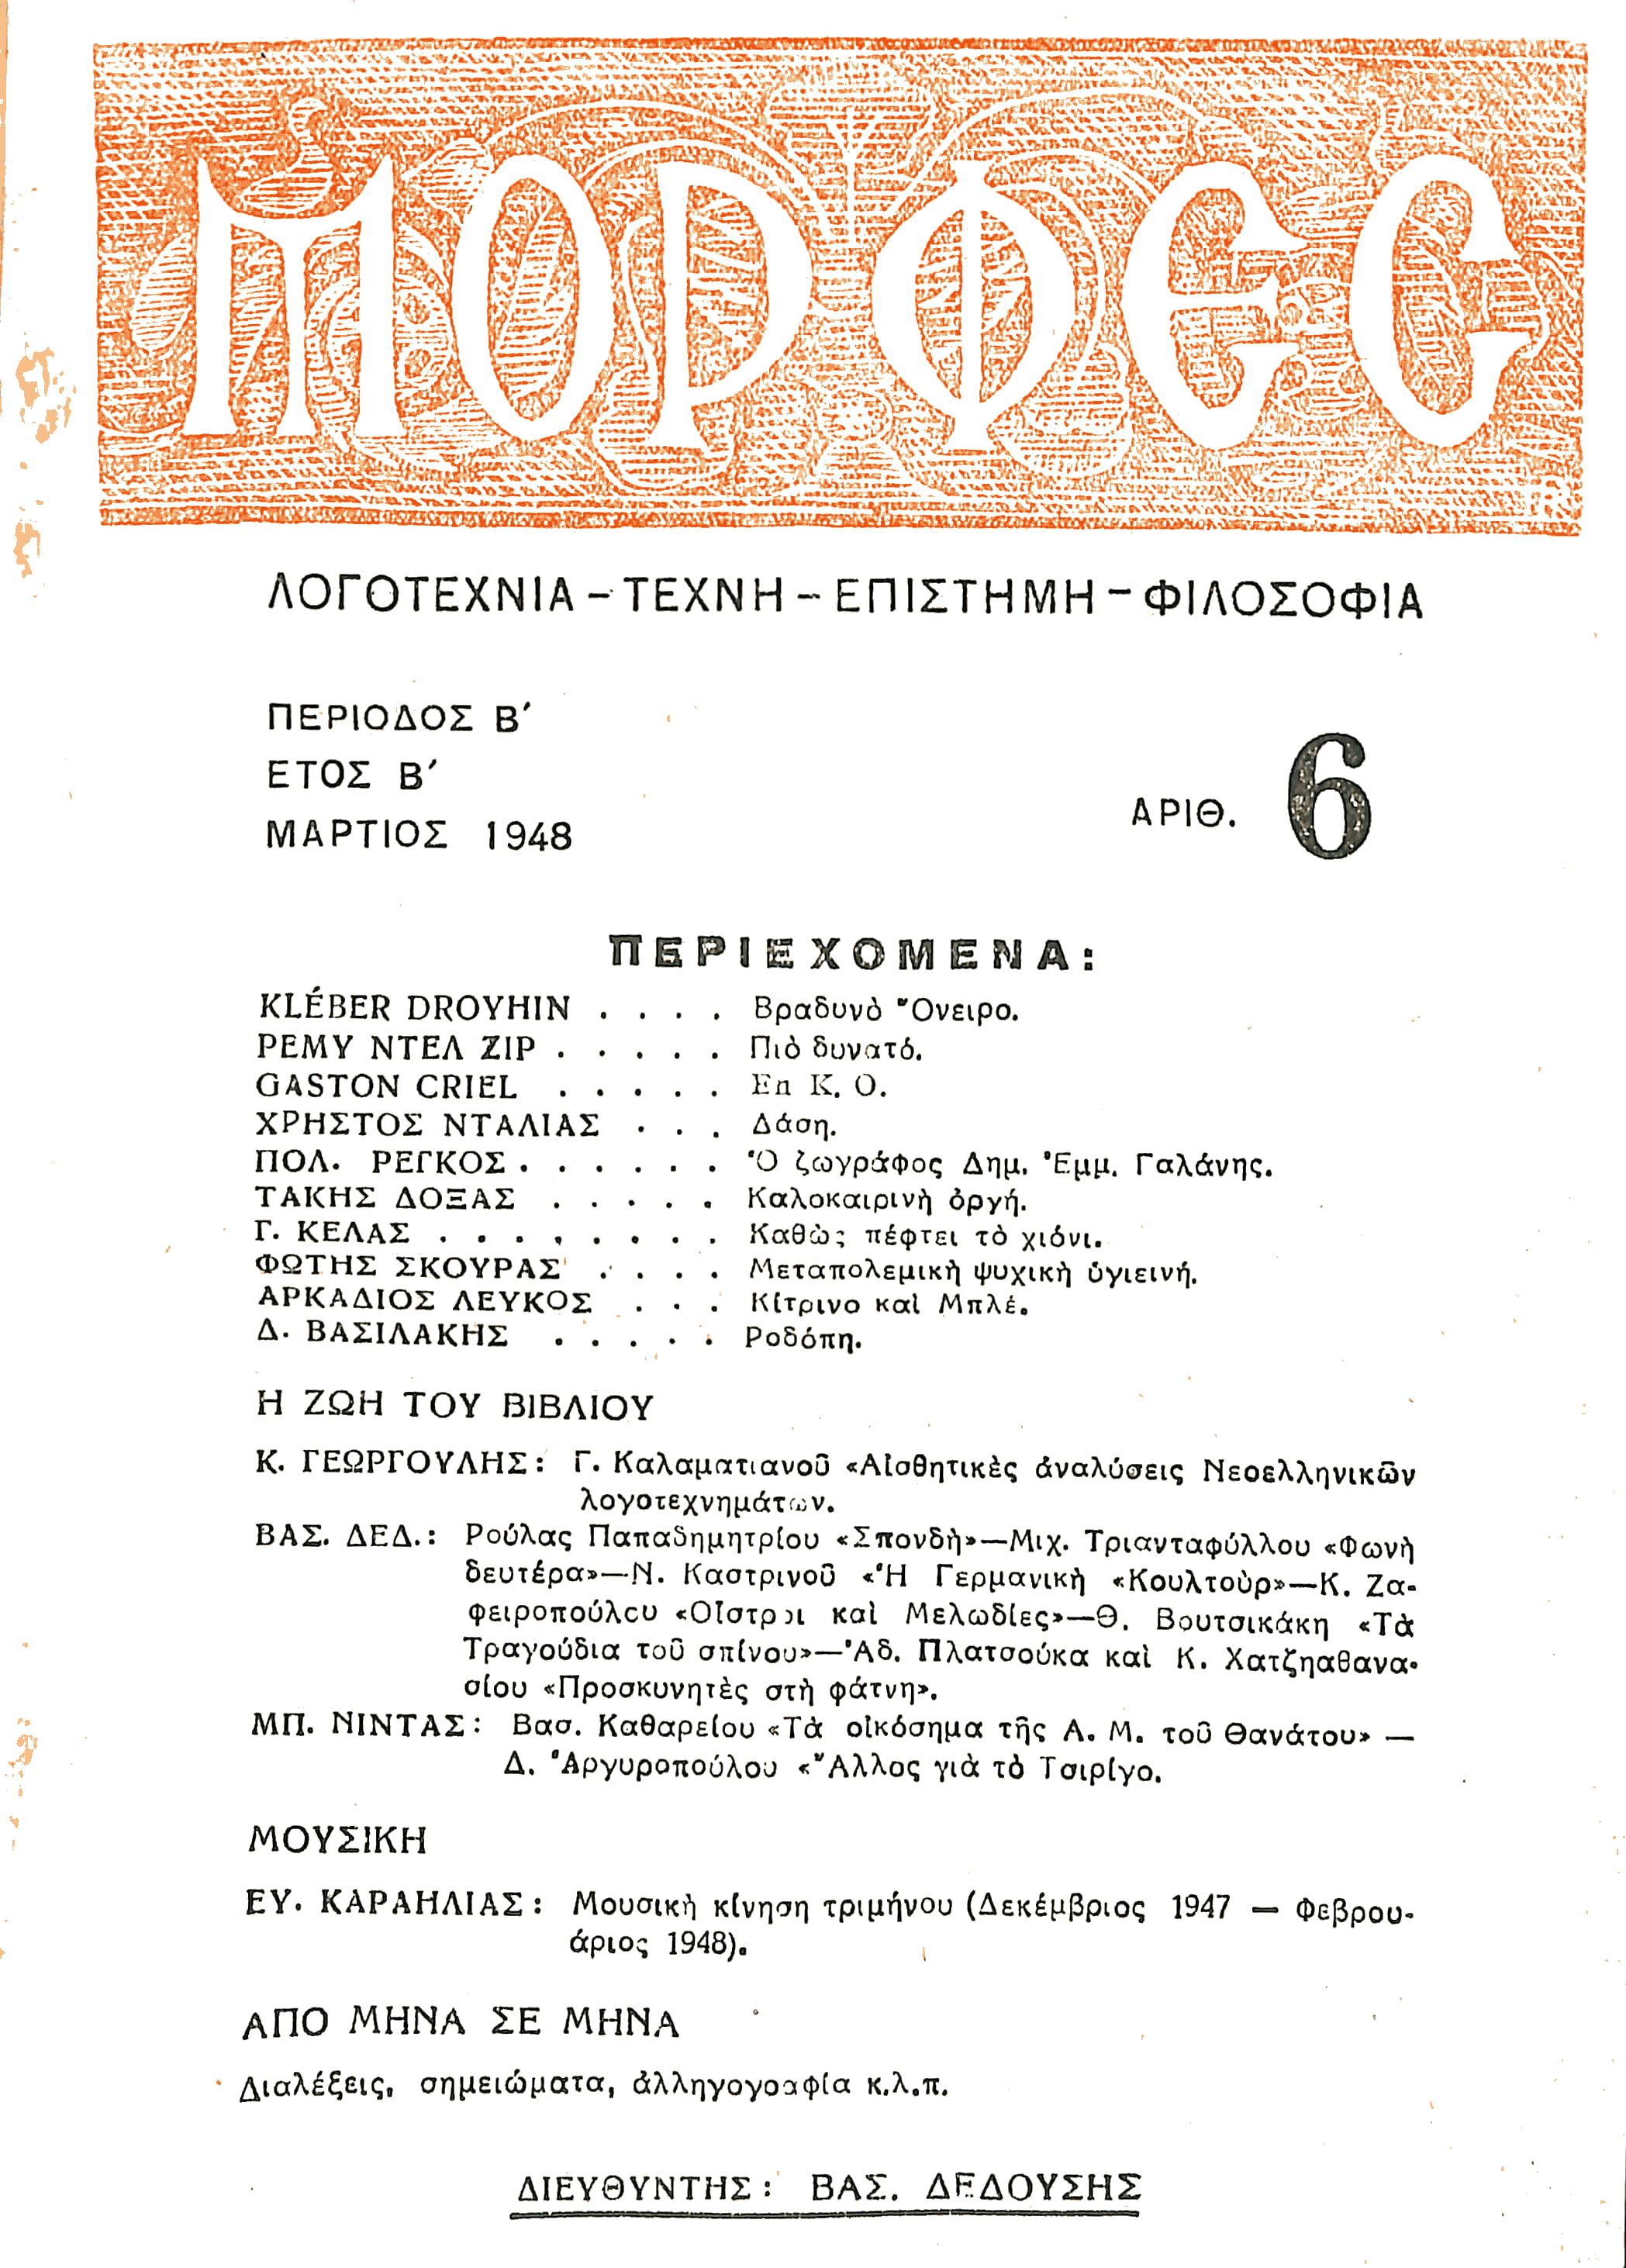 ΜΟΡΦΕΣ
ΛΟΓΟΤΕΧΝΙΑ – ΤΕΧΝΗ – ΕΠΙΣΤΗΜΗ – ΦΙΛΟΣΟΦΙΑ
ΠΕΡΙΟΔΟΣ Β΄
ΕΤΟΣ Β΄
ΜΑΡΤΙΟΣ 1948
ΑΡΙΘ. 6
ΠΕΡΙΕΧΟΜΕΝΑ:
KLÉBER DROYHIN . . . . Βραδυνὸ Ὄνειρο.
ΡΕΜΥ ΝΤΕΛ ΖΙΡ . . . . . Πιὸ δυνατό.
GASTON CRIEL . . . . . En K. O.
ΧΡΗΣΤΟΣ ΝΤΑΛΙΑΣ . . . Δάση.
ΠΟΛ. ΡΕΓΚΟΣ . . . . . . Ὁ ζωγράφος Δημ. Ἐμμ. Γαλάνης.
ΤΑΚΗΣ ΔΟΞΑΣ . . . . . Καλοκαιρινὴ ὀργή.
Γ. ΚΕΛΑΣ . . . . . . . . Καθὼς πέφτει τὸ χιόνι.
ΦΩΤΗΣ ΣΚΟΥΡΑΣ . . . . Μεταπολεμικὴ ψυχικὴ ὑγιεινή.
ΑΡΚΑΔΙΟΣ ΛΕΥΚΟΣ . . . Κίτρινο καὶ Μπλέ.
Δ. ΒΑΣΙΛΑΚΗΣ . . . . . Ροδόπη.
Η ΖΩΗ ΤΟΥ ΒΙΒΛΙΟΥ
Κ. ΓΕΩΡΓΟΥΛΗΣ: Γ. Καλαματιανοῦ «Αἰσθητικὲς ἀναλύσεις Νεοελληνικῶν
λογοτεχνημάτων.
ΒΑΣ. ΔΕΔ.: Ρούλας Παπαδημητρίου «Σπονδὴ»—Μιχ. Τριανταφύλλου «Φωνὴ
δευτέρα»—Ν. Καστρινοῦ «Ἡ Γερμανικὴ «Κουλτοὺρ»—Κ. Ζα-
φειροπούλου «Οἶστροι καὶ Μελωδίες»—Θ. Βουτσικάκη «Τὰ
Τραγούδια τοῦ σπίνου»—Ἀδ. Πλατσούκα καὶ Κ. Χατζηαθανα-
σίου «Προσκυνητὲς στὴ φάτνη».
ΜΠ. ΝΙΝΤΑΣ: Βασ. Καθαρείου «Τὰ οἰκόσημα τῆς Α. Μ. τοῦ Θανάτου» —
Δ. Ἀργυροπούλου «Ἄλλος γιὰ τὸ Τσιρίγο.
ΜΟΥΣΙΚΗ
ΕΥ. ΚΑΡΑΗΛΙΑΣ: Μουσικὴ κίνηση τριμήνου (Δεκέμβριος 1947 — Φεβρου-
άριος 1948).
ΑΠΟ ΜΗΝΑ ΣΕ ΜΗΝΑ
Διαλέξεις, σημειώματα, ἀλληγογραφία κ.λ.π.
ΔΙΕΥΘΥΝΤΗΣ: ΒΑΣ. ΔΕΔΟΥΣΗΣ